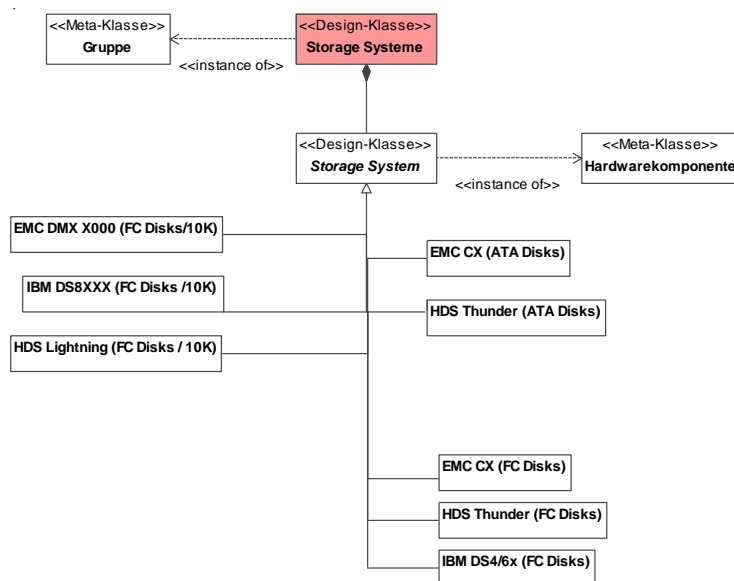 <<Meta-Klasse>>
Gruppe
<<instance of>>
<<Design-Klasse>>
Storage Systeme
<<Design-Klasse>>
Storage System
<<instance of>>
<<Meta-Klasse>>
Hardwarekomponente
EMC DMX X000 (FC Disks/10K)
IBM DS8XXX (FC Disks /10K)
HDS Lightning (FC Disks / 10K)
EMC CX (ATA Disks)
HDS Thunder (ATA Disks)
EMC CX (FC Disks)
HDS Thunder (FC Disks)
IBM DS4/6x (FC Disks)